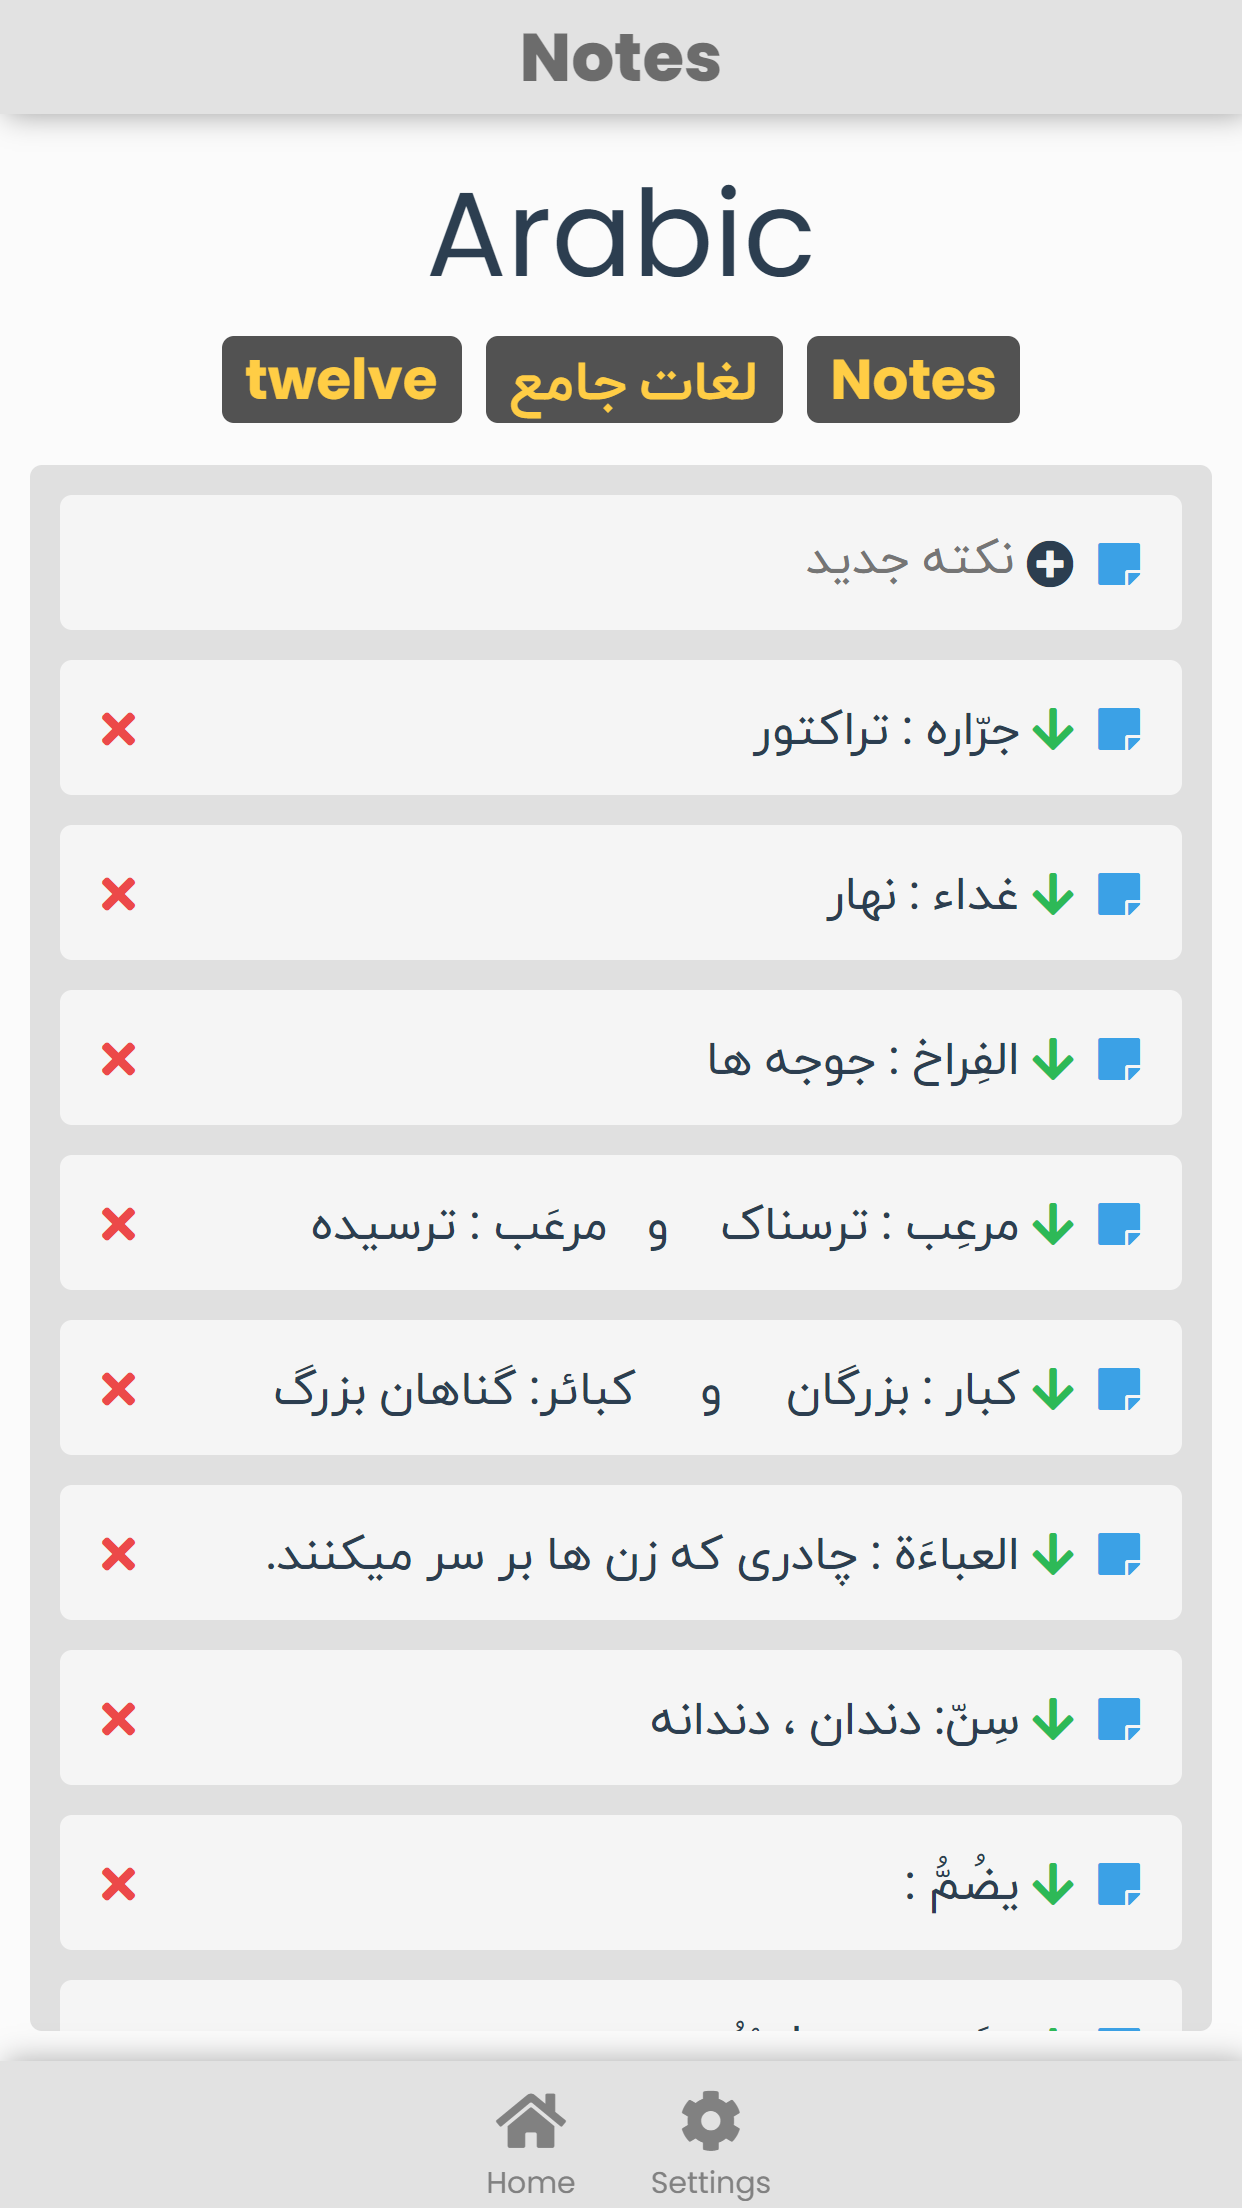 Notes
Arabic
twelve لغات جامع Notes
نکته جدید
جرّاره : تراکتور
غداء : نهار
الفِراخ : جوجه ها
مرعِب : ترسناک و مرعَب : ترسیده
کبار : بزرگان و کبائر: گناهان بزرگ
العباءَة : چادری که زن ها بر سر میکنند.
سِنّ: دندان ، دندانه
یضُمُّ :
Home Settings